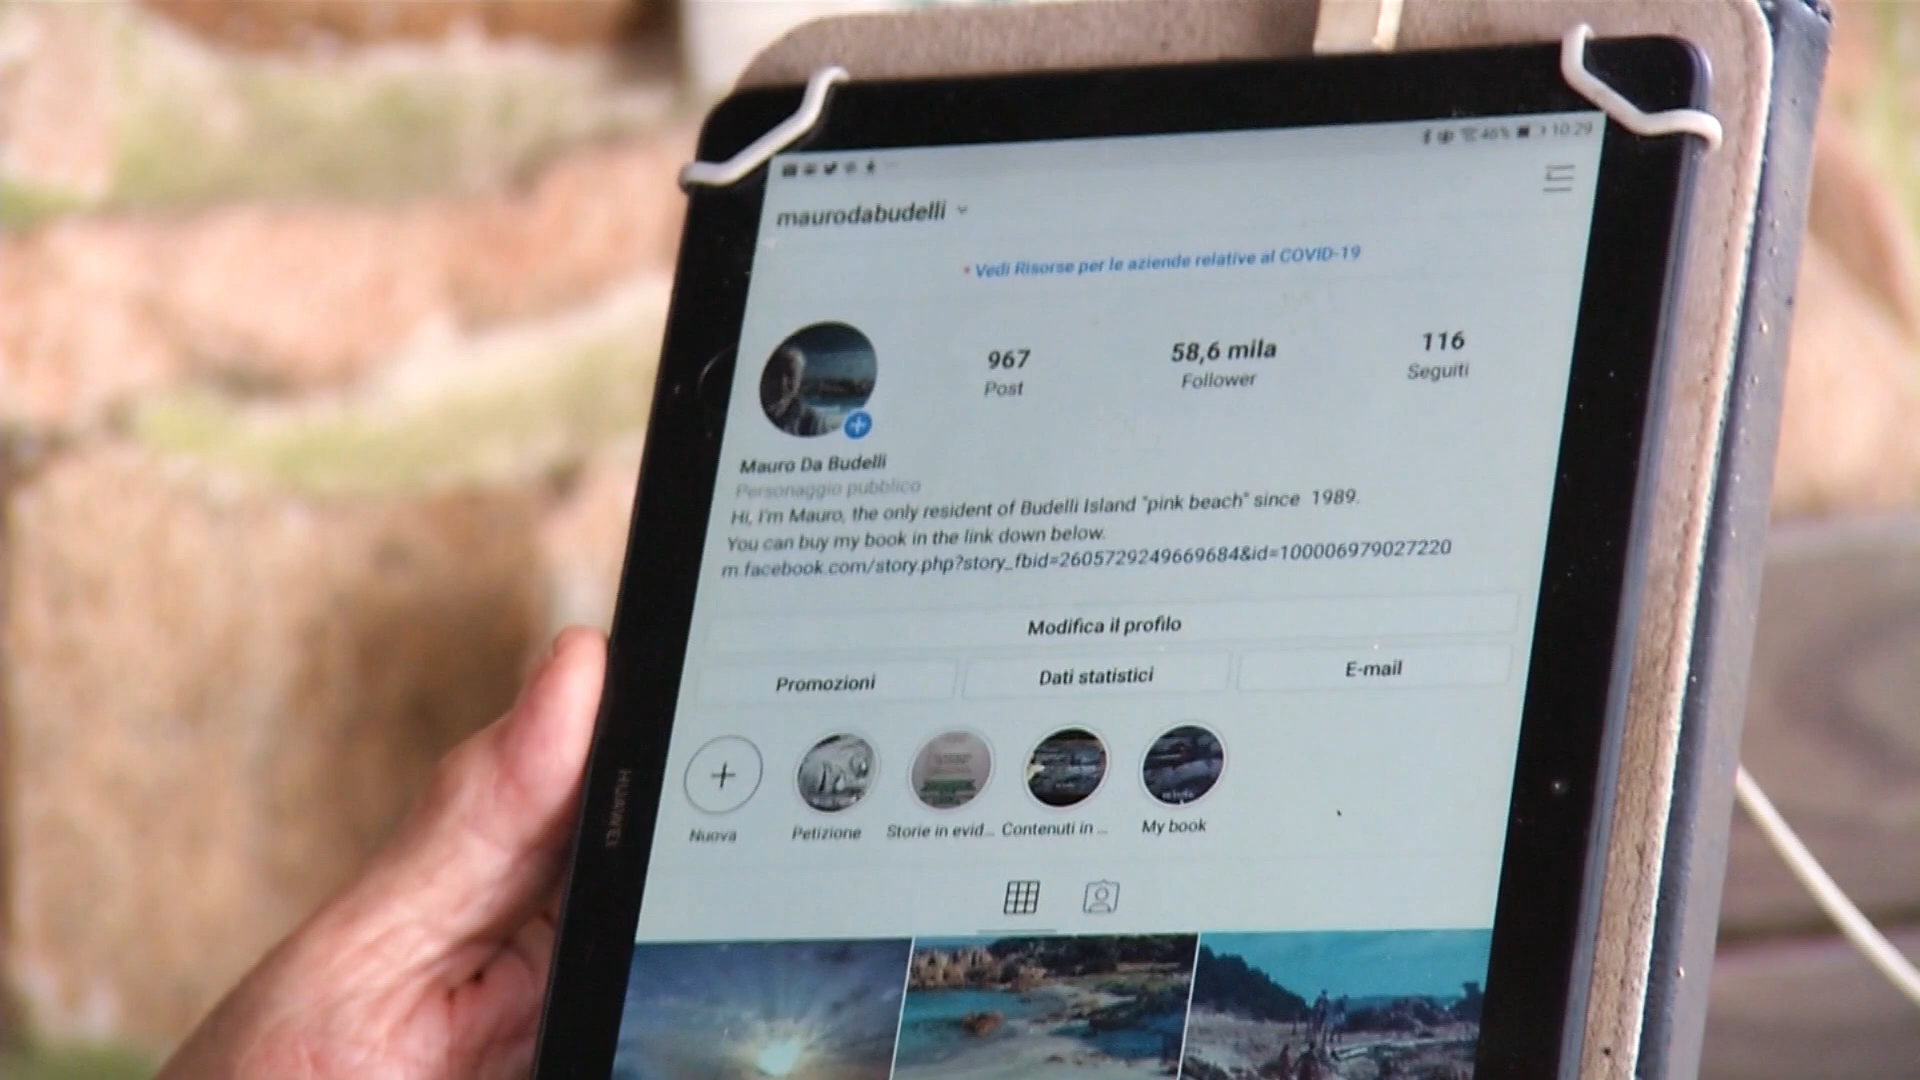 46% 10:29
maurodabudelli
• Vedi Risorse per le aziende relative al COVID-19
967 58,6 mila 116
Post Follower Seguiti
Mauro Da Budelli
Personaggio pubblico
Hi, I'm Mauro, the only resident of Budelli Island "pink beach" since 1989.
You can buy my book in the link down below.
m.facebook.com/story.php?story_fbid=2605729249669684&id=100006979027220
Modifica il profilo
Promozioni Dati statistici E-mail
Nuova Petizione Storie in evid... Contenuti in ... My book
HUAWEI